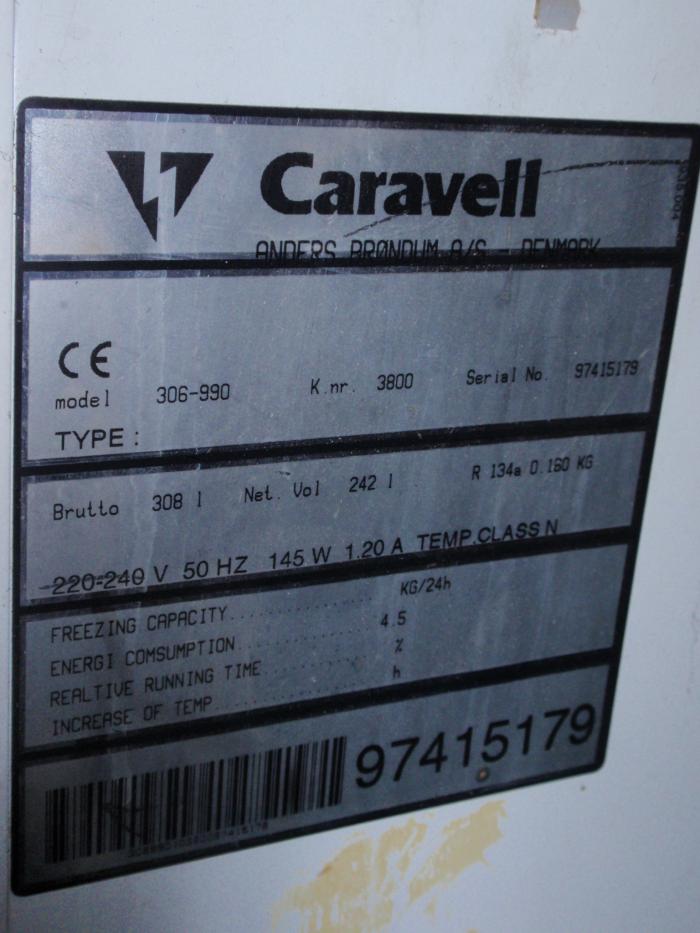 Caravell
ANDERS BRØNDUM A/S - DENMARK
CE
model 306-990 K.nr. 3800 Serial No. 97415179
TYPE :
Brutto 308 l Net. Vol 242 l R 134a 0.160 KG
220-240 V 50 HZ 145 W 1.20 A TEMP.CLASS N
FREEZING CAPACITY.................... KG/24h
ENERGI COMSUMPTION.................... 4.5
REALTIVE RUNNING TIME................ %
INCREASE OF TEMP...................... h
97415179